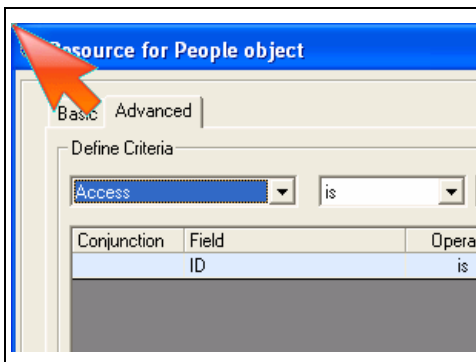 Resource for People object
Basic Advanced
Define Criteria
Access is
Conjunction Field Opera
ID is